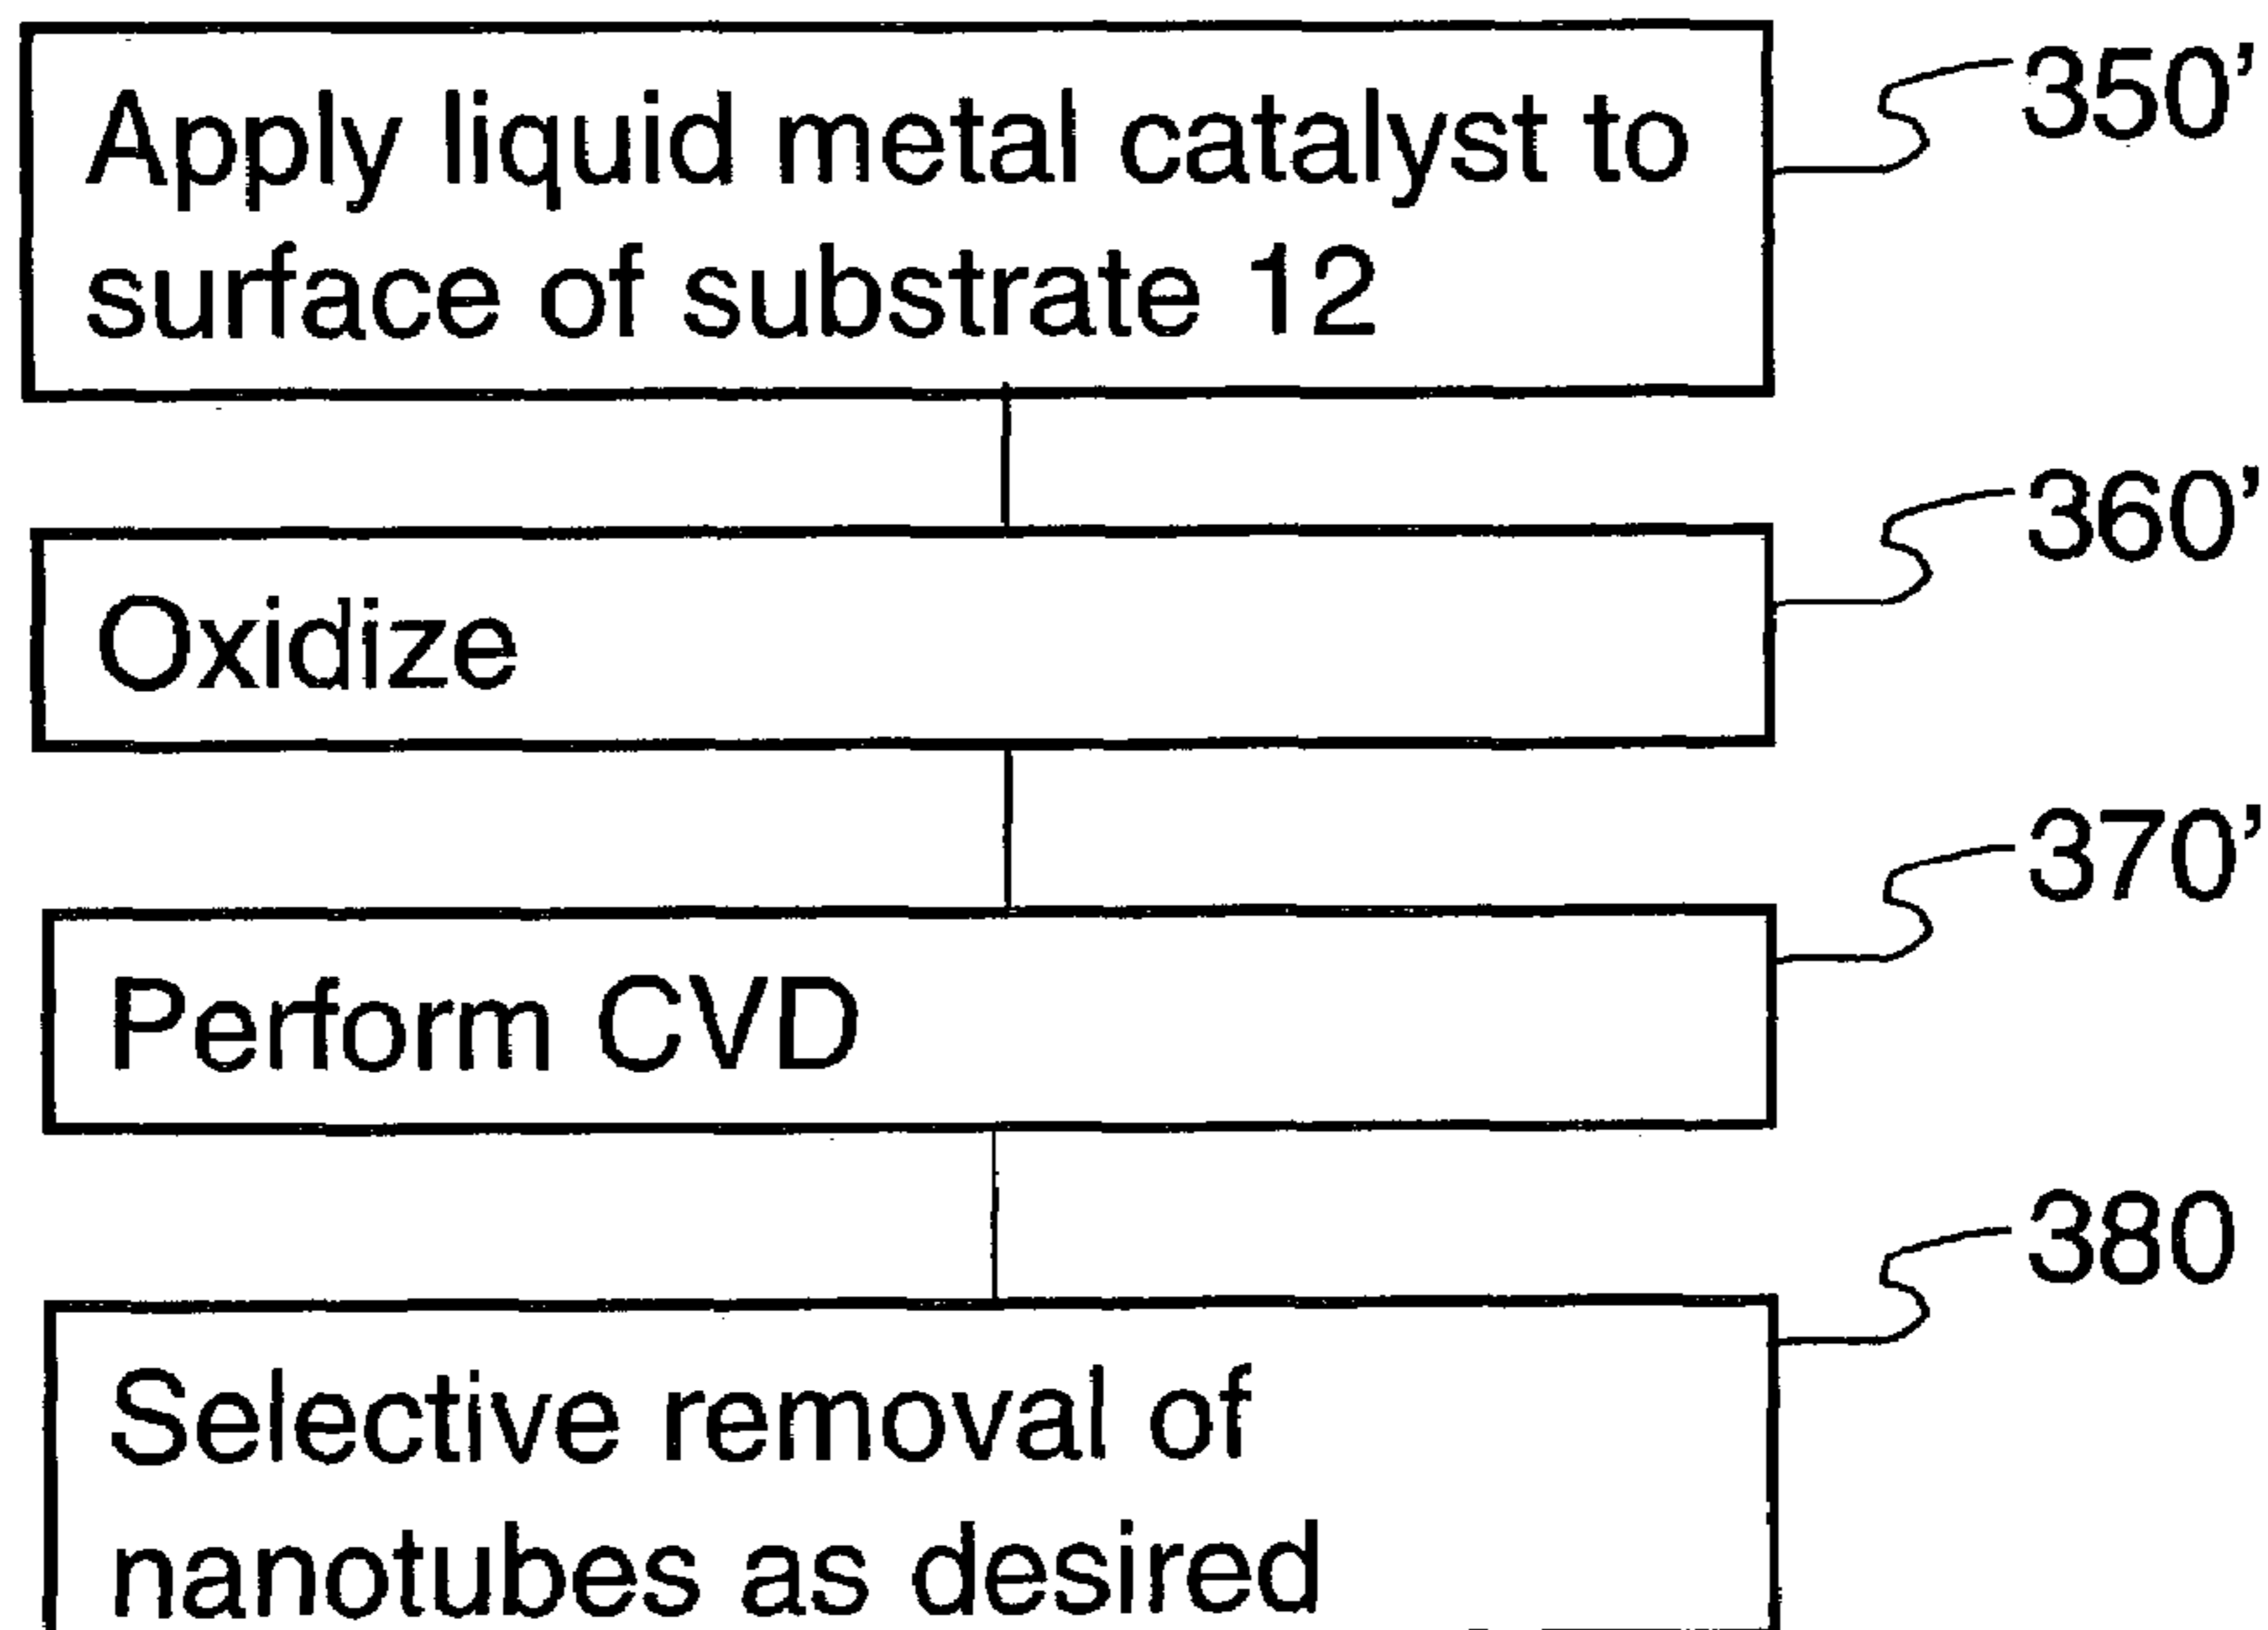 Apply liquid metal catalyst to
surface of substrate 12
350'
Oxidize
360'
Perform CVD
370'
Selective removal of
nanotubes as desired
380